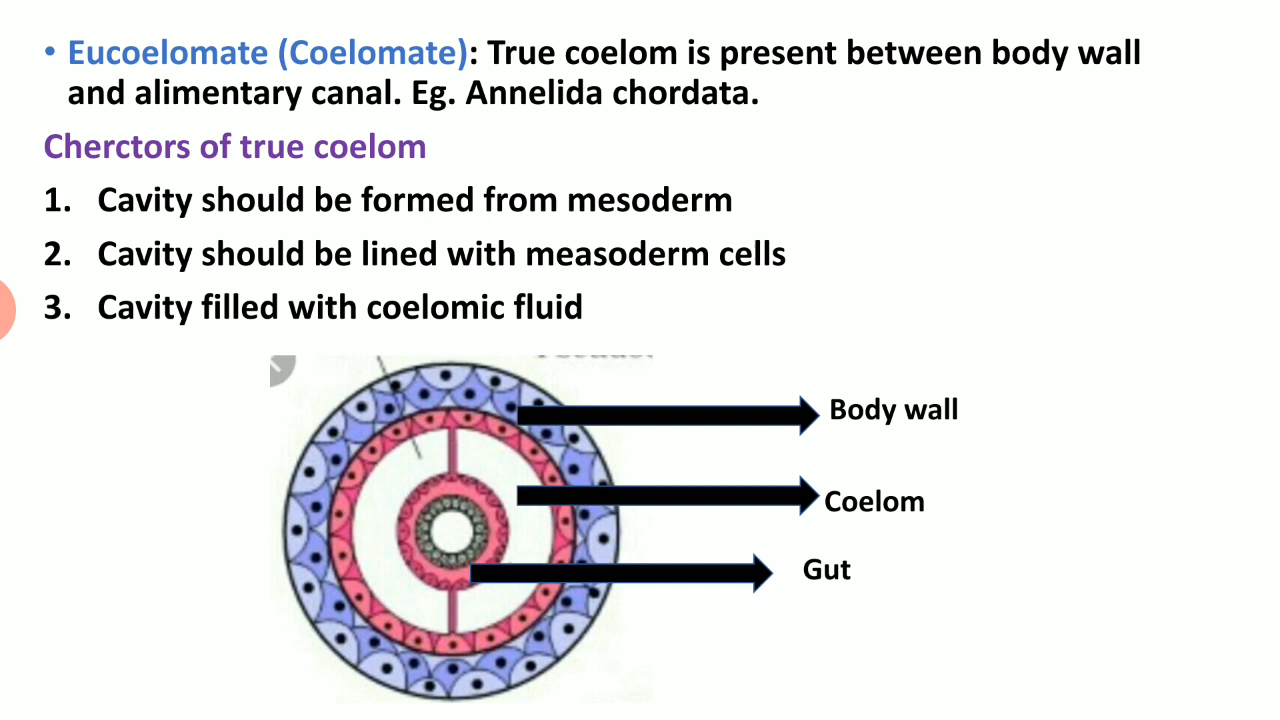 • Eucoelomate (Coelomate): True coelom is present between body wall
and alimentary canal. Eg. Annelida chordata.
Cherctors of true coelom
1. Cavity should be formed from mesoderm
2. Cavity should be lined with measoderm cells
3. Cavity filled with coelomic fluid
Body wall
Coelom
Gut